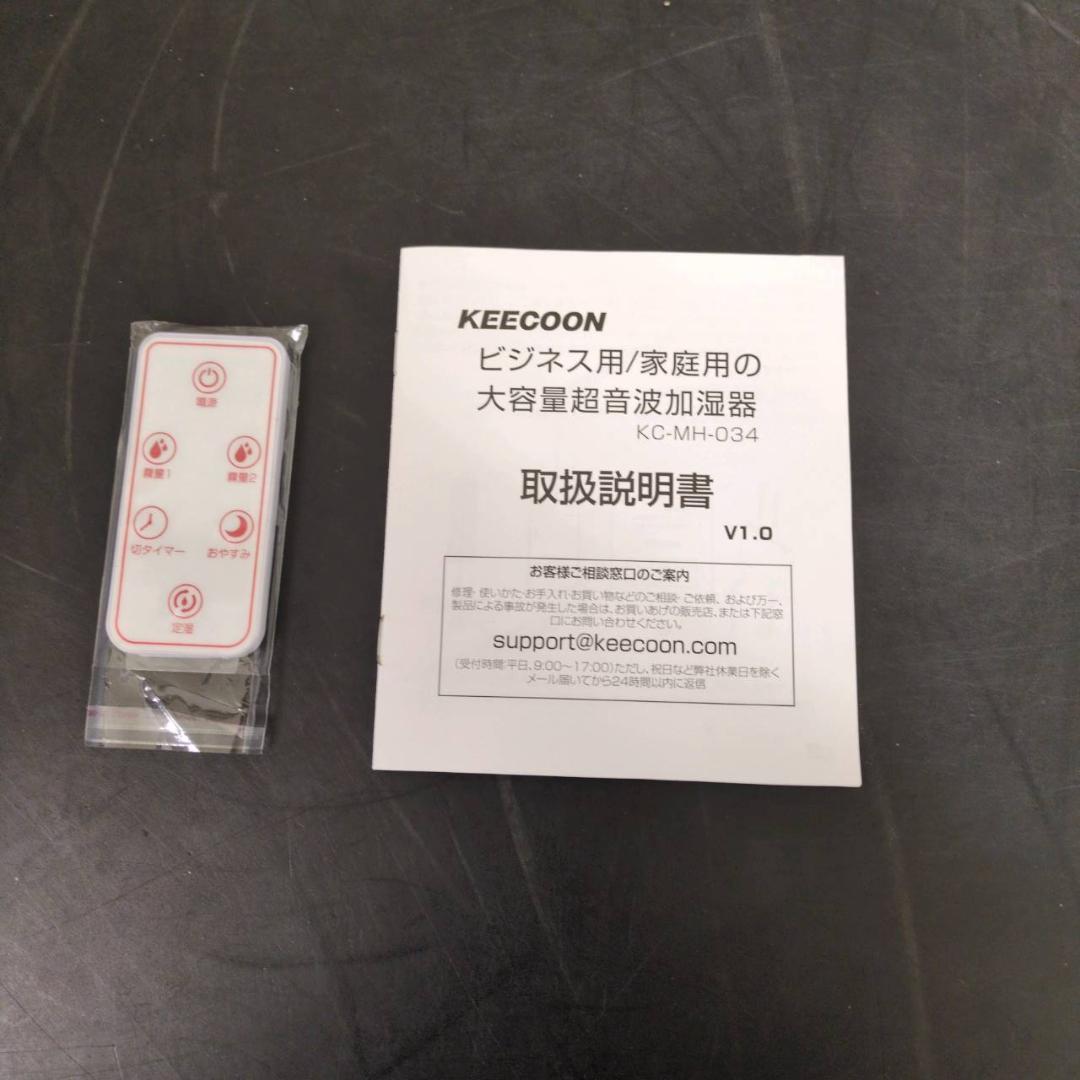 電源
霧量1
霧量2
切タイマー
おやすみ
定湿
KEECOON
ビジネス用/家庭用の
大容量超音波加湿器
KC-MH-034
取扱説明書
V1.0
お客様ご相談窓口のご案内
修理・使いかた・お手入れ・お買い物などのご相談・ご依頼、および万一、
製品による事故が発生した場合は、お買いあげの販売店、または下記窓
口にお問い合わせください。
support@keecoon.com
(受付時間:平日、9:00～17:00)ただし、祝日など弊社休業日を除く
メール届いてから24時間以内に返信